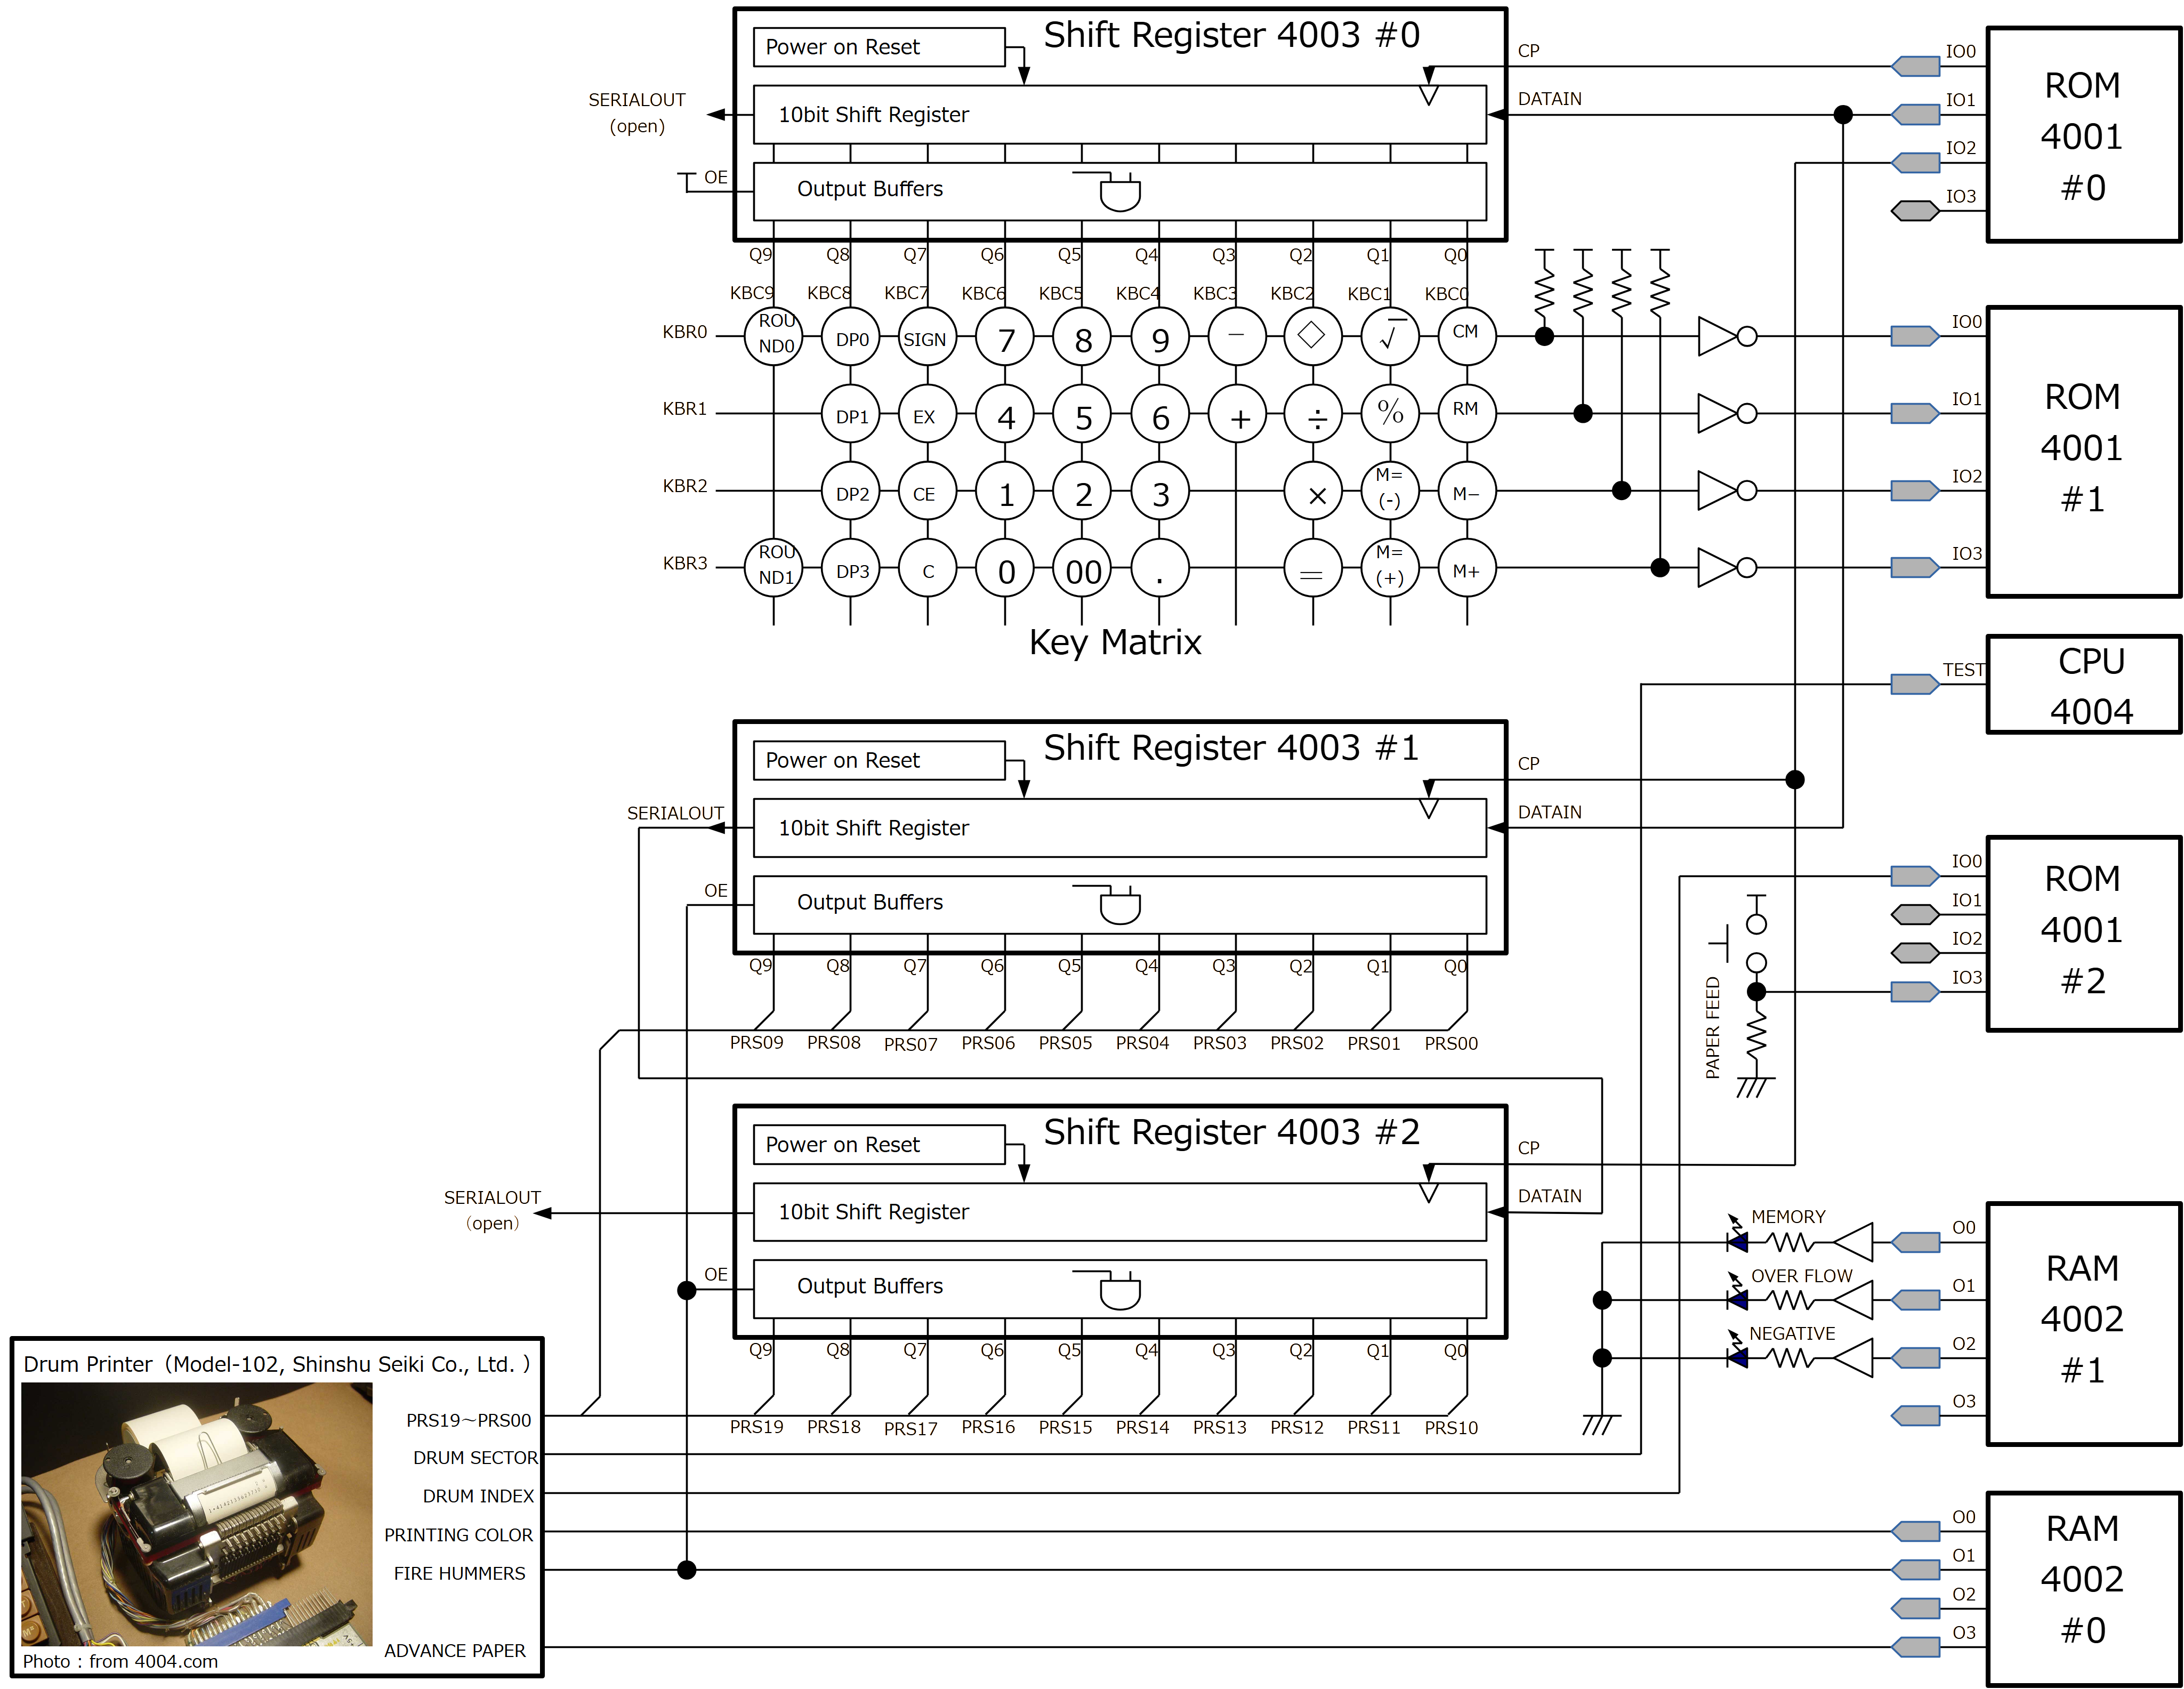 Shift Register 4003 #0
Power on Reset
CP
IO0
ROM
4001
#0
SERIALOUT
(open)
10bit Shift Register
DATAIN
IO1
IO2
OE
Output Buffers
IO3
Q9 Q8 Q7 Q6 Q5 Q4 Q3 Q2 Q1 Q0
KBC9 KBC8 KBC7 KBC6 KBC5 KBC4 KBC3 KBC2 KBC1 KBC0
KBR0 ROU
ND0 DP0 SIGN 7 8 9 − ◇ √‾ CM
IO0
KBR1 DP1 EX 4 5 6 + ÷ % RM
IO1
KBR2 DP2 CE 1 2 3 × M=
(-) M−
IO2
KBR3 ROU
ND1 DP3 C 0 00 . = M=
(+) M+
IO3
ROM
4001
#1
Key Matrix
TEST
CPU
4004
Shift Register 4003 #1
Power on Reset
CP
SERIALOUT
10bit Shift Register
DATAIN
OE
Output Buffers
Q9 Q8 Q7 Q6 Q5 Q4 Q3 Q2 Q1 Q0
PRS09 PRS08 PRS07 PRS06 PRS05 PRS04 PRS03 PRS02 PRS01 PRS00
IO0
IO1
IO2
IO3
ROM
4001
#2
PAPER FEED
Shift Register 4003 #2
Power on Reset
CP
SERIALOUT
(open)
10bit Shift Register
DATAIN
OE
Output Buffers
Q9 Q8 Q7 Q6 Q5 Q4 Q3 Q2 Q1 Q0
PRS19 PRS18 PRS17 PRS16 PRS15 PRS14 PRS13 PRS12 PRS11 PRS10
MEMORY
O0
OVER FLOW
O1
NEGATIVE
O2
O3
RAM
4002
#1
Drum Printer (Model-102, Shinshu Seiki Co., Ltd. )
PRS19～PRS00
DRUM SECTOR
DRUM INDEX
PRINTING COLOR
FIRE HUMMERS
ADVANCE PAPER
Photo : from 4004.com
O0
O1
O2
O3
RAM
4002
#0